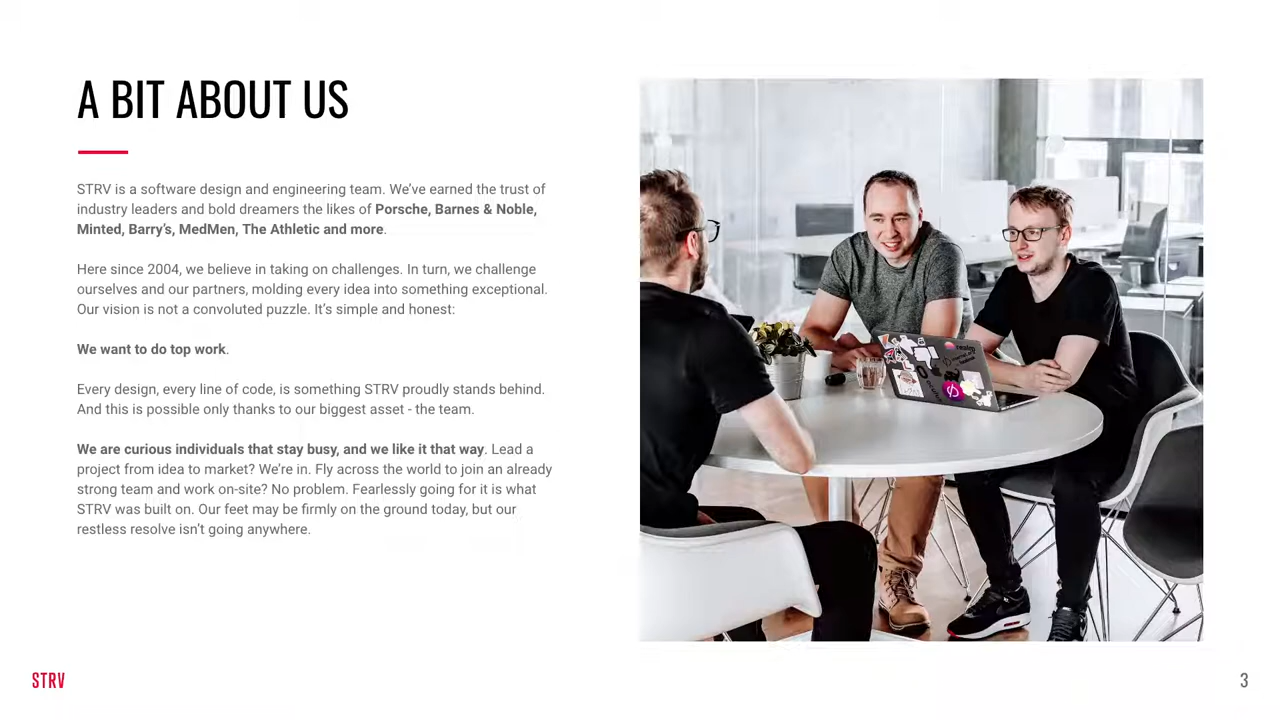 A BIT ABOUT US
STRV is a software design and engineering team. We’ve earned the trust of
industry leaders and bold dreamers the likes of Porsche, Barnes & Noble,
Minted, Barry’s, MedMen, The Athletic and more.
Here since 2004, we believe in taking on challenges. In turn, we challenge
ourselves and our partners, molding every idea into something exceptional.
Our vision is not a convoluted puzzle. It’s simple and honest:
We want to do top work.
Every design, every line of code, is something STRV proudly stands behind.
And this is possible only thanks to our biggest asset - the team.
We are curious individuals that stay busy, and we like it that way. Lead a
project from idea to market? We’re in. Fly across the world to join an already
strong team and work on-site? No problem. Fearlessly going for it is what
STRV was built on. Our feet may be firmly on the ground today, but our
restless resolve isn’t going anywhere.
STRV
3